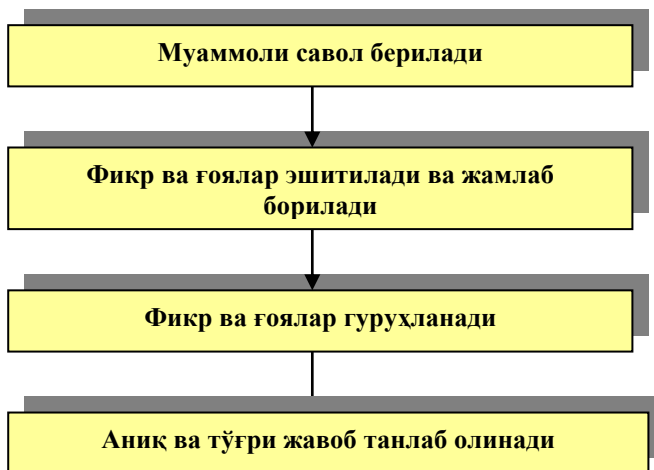 Муаммоли савол берилади
Фикр ва ғоялар эшитилади ва жамлаб
борилади
Фикр ва ғоялар гуруҳланади
Аниқ ва тўғри жавоб танлаб олинади